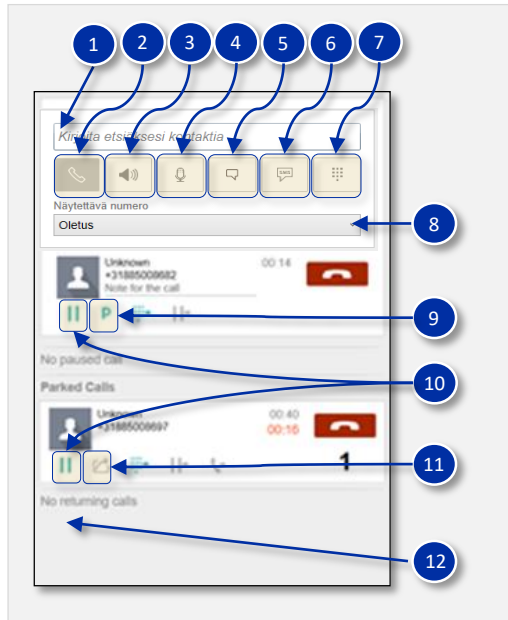 1 2 3 4 5 6 7
Kirjoita etsiäksesi kontaktia
SMS
Näytettävä numero
Oletus
8
Unknown 00:14
+31885008682
Note for the call
P
9
No paused call
10
Parked Calls
Unknown 00:40
+31885008697 00:16
1
11
No returning calls
12